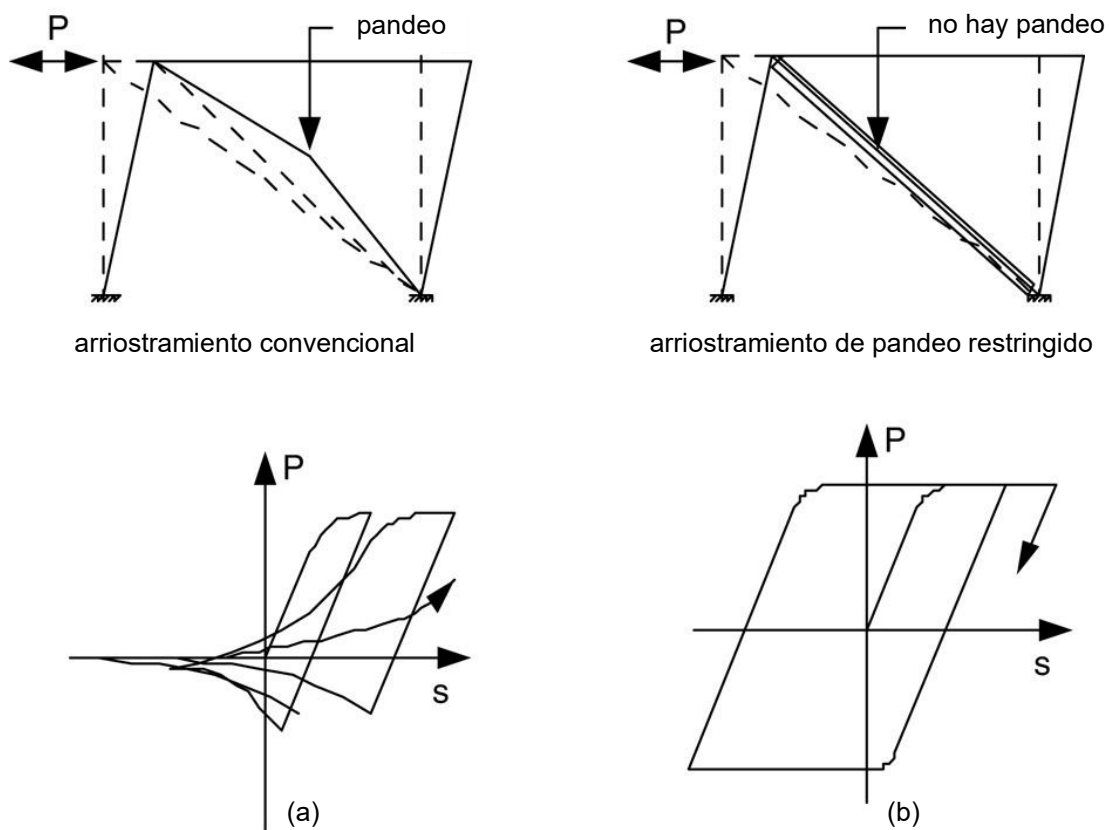 pandeo
P
no hay pandeo
P
arriostramiento convencional
arriostramiento de pandeo restringido
P
s
(a)
P
s
(b)